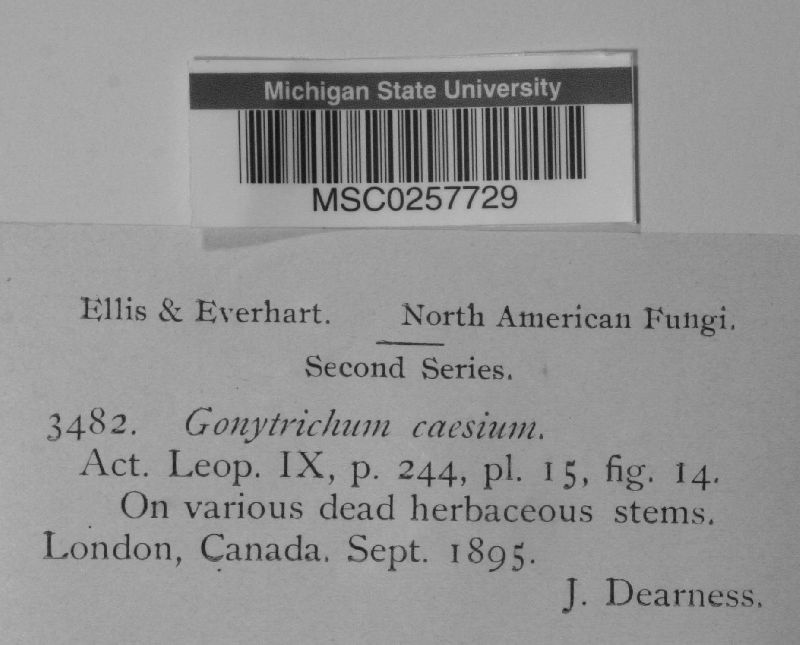 Michigan State University
MSC0257729
Ellis & Everhart. North American Fungi.
Second Series.
3482. Gonytrichum caesium.
Act. Leop. IX, p. 244, pl. 15, fig. 14.
On various dead herbaceous stems.
London, Canada. Sept. 1895.
J. Dearness.